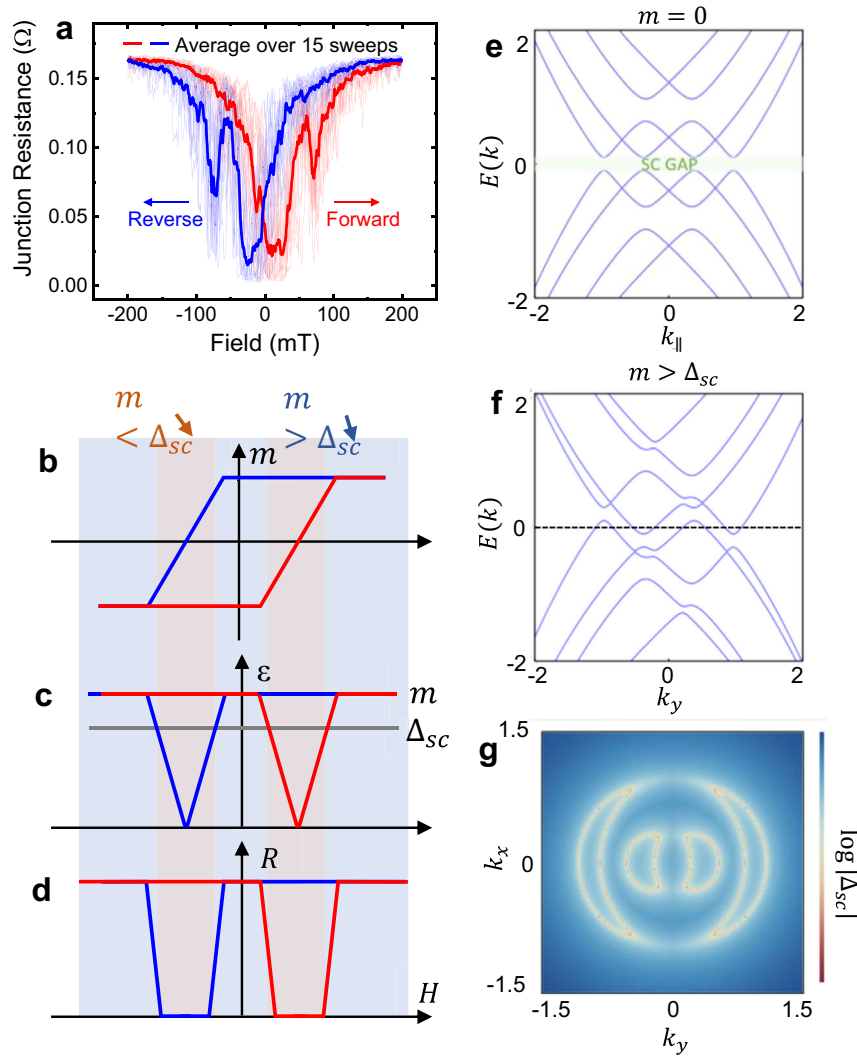 a
Average over 15 sweeps
Junction Resistance (Ω)
0.15
0.10
0.05
0.00
Reverse
Forward
-200
-100
0
100
200
Field (mT)
m
< Δsc
m
> Δsc
b
m
c
ε
m
Δsc
d
R
H
e
m = 0
2
0
-2
E(k)
SC GAP
-2
0
2
k∥
f
m > Δsc
2
0
-2
E(k)
-2
0
2
ky
g
1.5
0
-1.5
kx
-1.5
0
1.5
ky
log |Δsc|